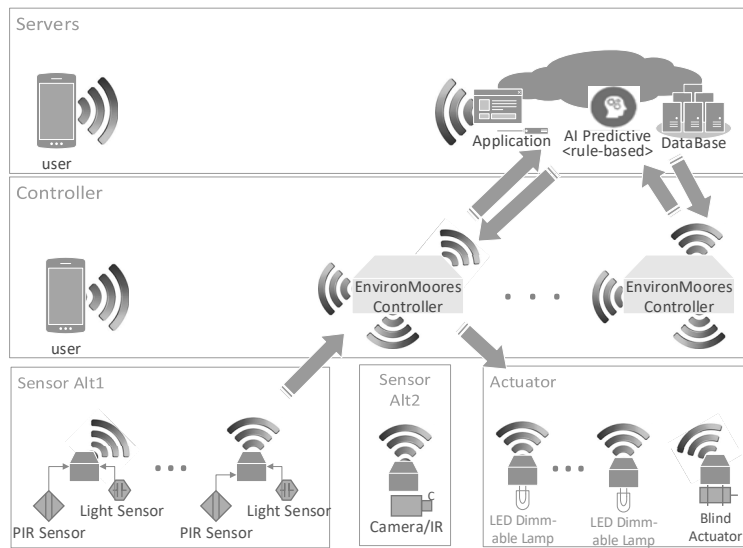 Servers
user
Application
AI Predictive
<rule-based>
DataBase
Controller
user
EnvironMoores
Controller
EnvironMoores
Controller
Sensor Alt1
PIR Sensor
Light Sensor
PIR Sensor
Light Sensor
Sensor
Alt2
C
Camera/IR
Actuator
LED Dimm-
able Lamp
LED Dimm-
able Lamp
Blind
Actuator